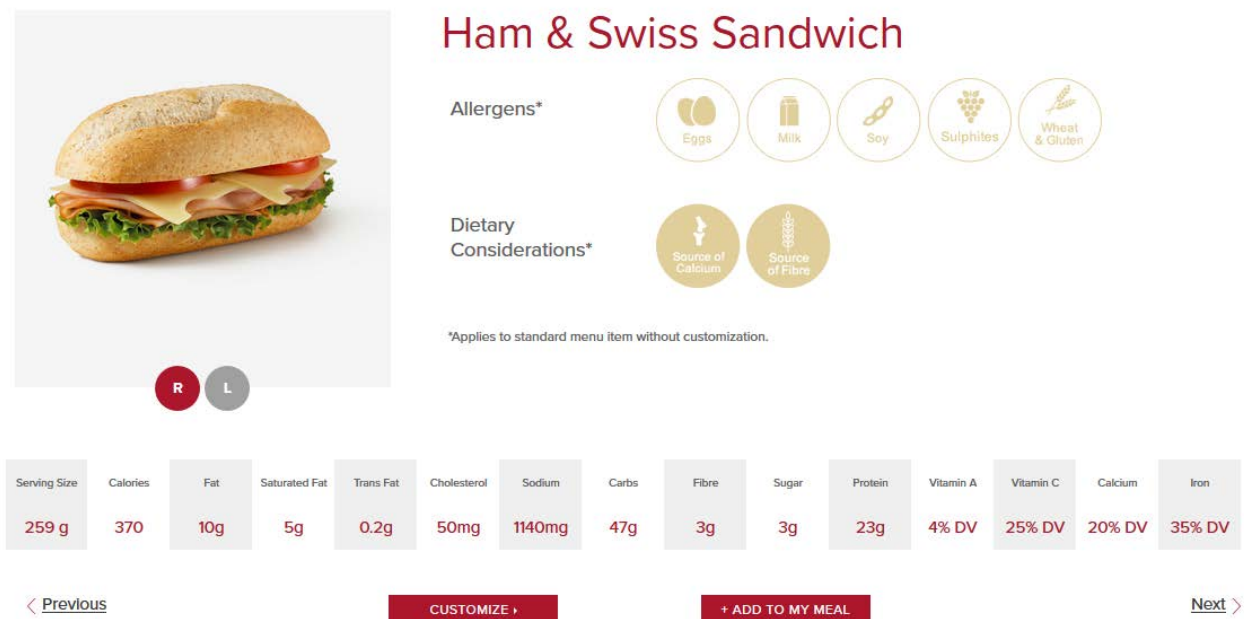 Ham & Swiss Sandwich
Allergens*
Eggs
Milk
Soy
Sulphites
Wheat
& Gluten
Dietary
Considerations*
Source of
Calcium
Source
of Fibre
*Applies to standard menu item without customization.
R L
Serving Size Calories Fat Saturated Fat Trans Fat Cholesterol Sodium Carbs Fibre Sugar Protein Vitamin A Vitamin C Calcium Iron
259 g 370 10g 5g 0.2g 50mg 1140mg 47g 3g 3g 23g 4% DV 25% DV 20% DV 35% DV
Previous CUSTOMIZE + ADD TO MY MEAL Next